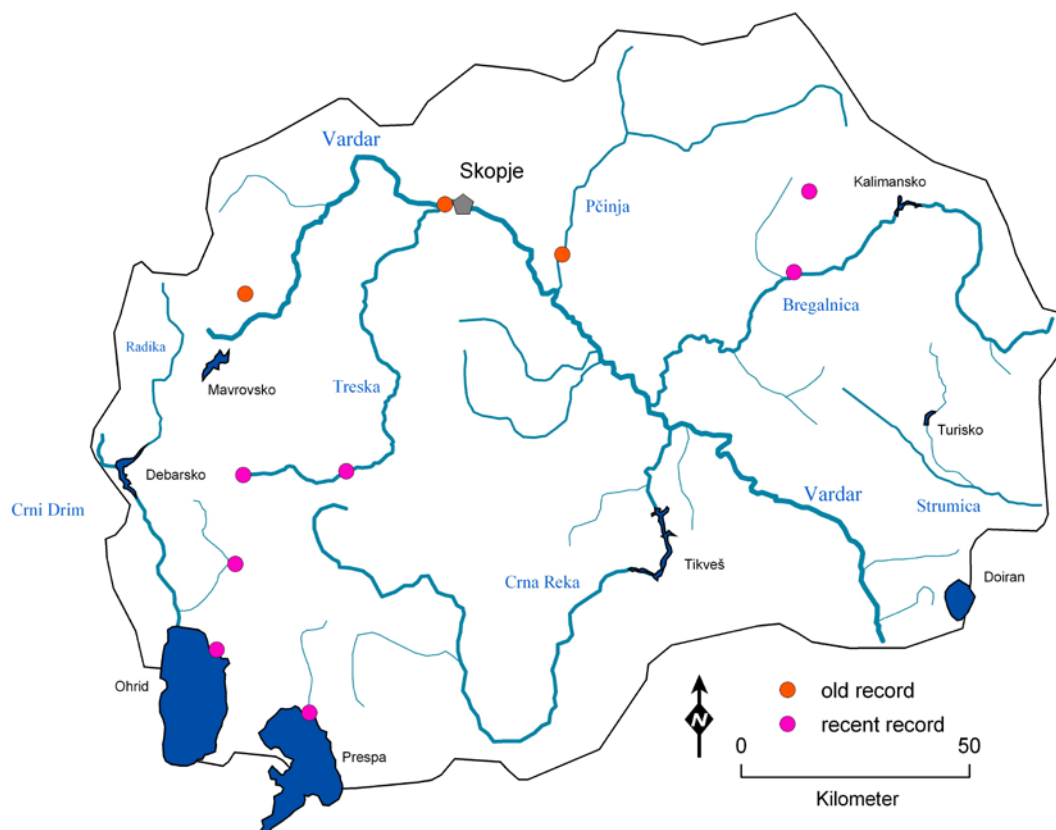 Vardar
Skopje
Kalimansko
Pčinja
Bregalnica
Radika
Mavrovsko
Treska
Turisko
Debarsko
Crni Drim
Vardar
Strumica
Tikveš
Crna Reka
Doiran
Ohrid
Prespa
N
old record
recent record
0 50
Kilometer